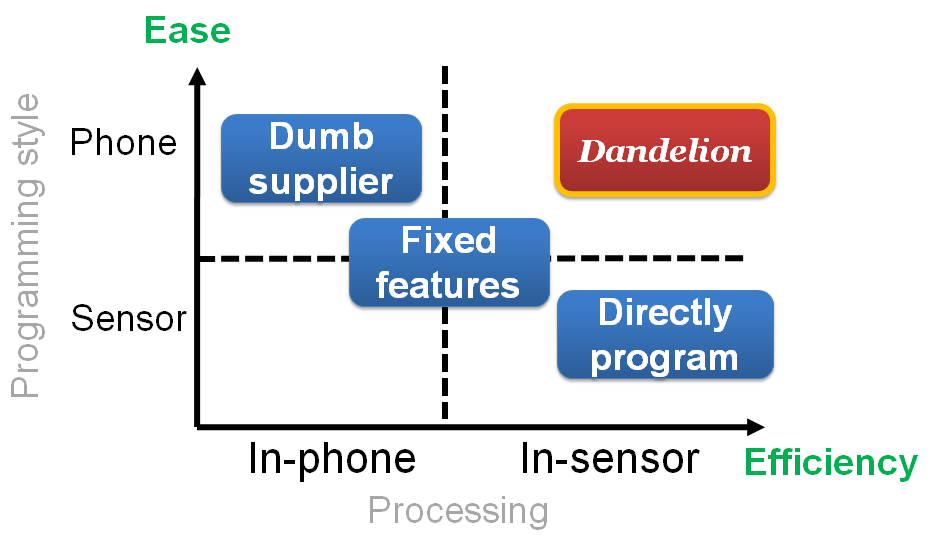 Ease
Programming style
Phone
Dumb
supplier
Dandelion
Fixed
features
Sensor
Directly
program
In-phone
In-sensor
Efficiency
Processing